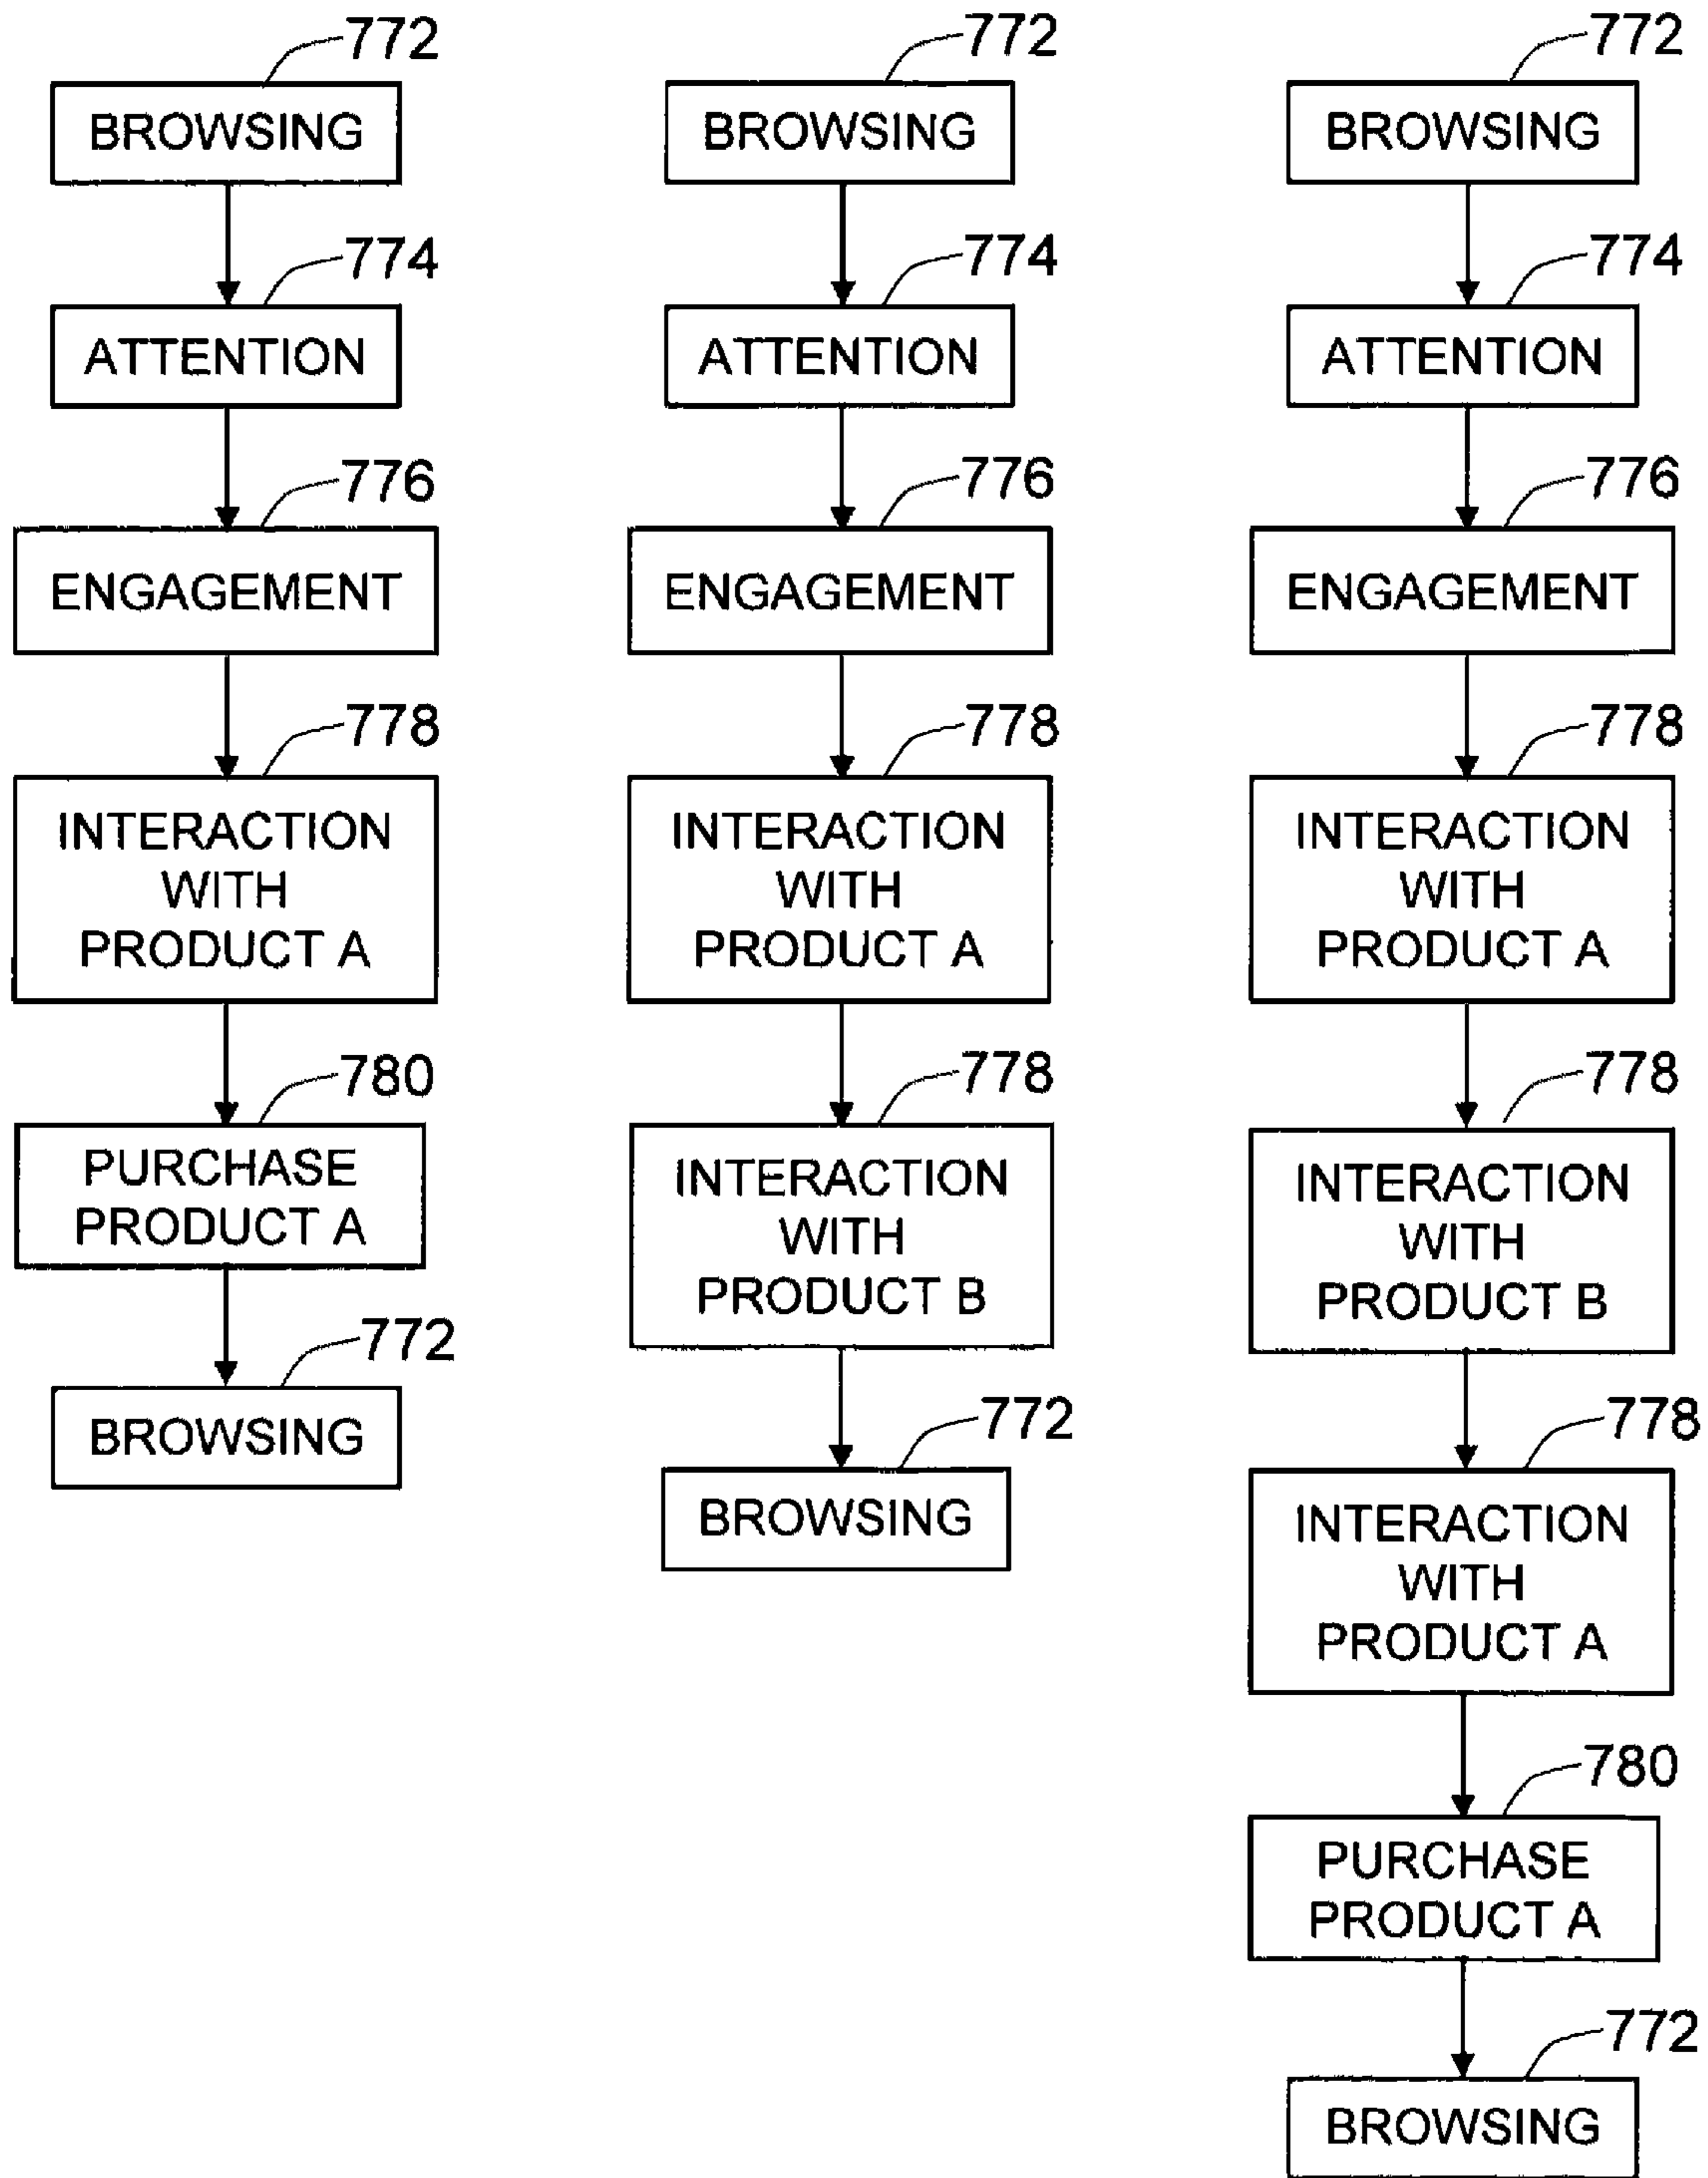 772
BROWSING
774
ATTENTION
776
ENGAGEMENT
778
INTERACTION
WITH
PRODUCT A
780
PURCHASE
PRODUCT A
772
BROWSING
772
BROWSING
774
ATTENTION
776
ENGAGEMENT
778
INTERACTION
WITH
PRODUCT A
778
INTERACTION
WITH
PRODUCT B
772
BROWSING
772
BROWSING
774
ATTENTION
776
ENGAGEMENT
778
INTERACTION
WITH
PRODUCT A
778
INTERACTION
WITH
PRODUCT B
778
INTERACTION
WITH
PRODUCT A
780
PURCHASE
PRODUCT A
772
BROWSING